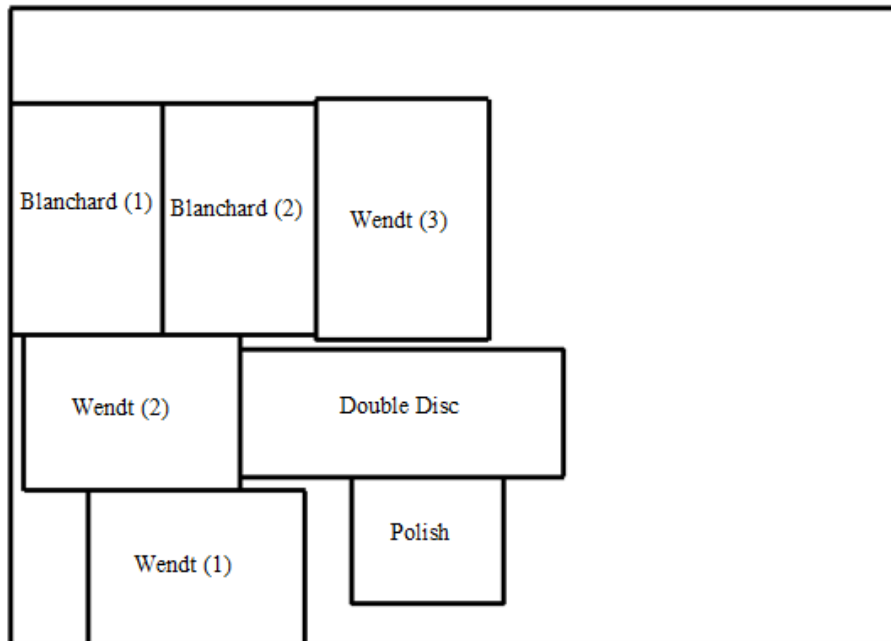 Blanchard (1)
Blanchard (2)
Wendt (3)
Wendt (2)
Double Disc
Wendt (1)
Polish